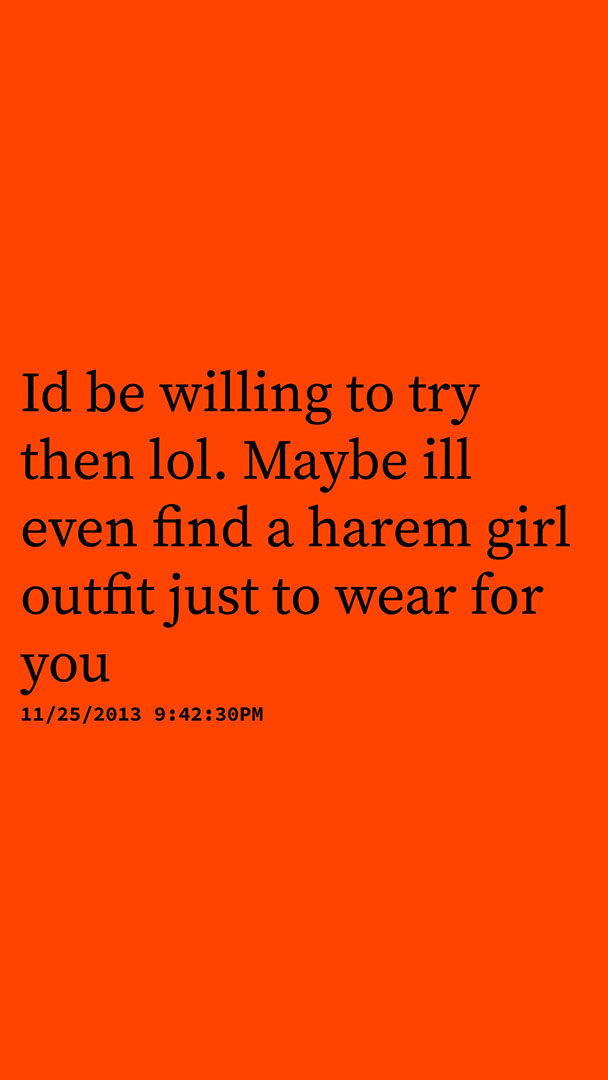 Id be willing to try
then lol. Maybe ill
even find a harem girl
outfit just to wear for
you
11/25/2013 9:42:30PM